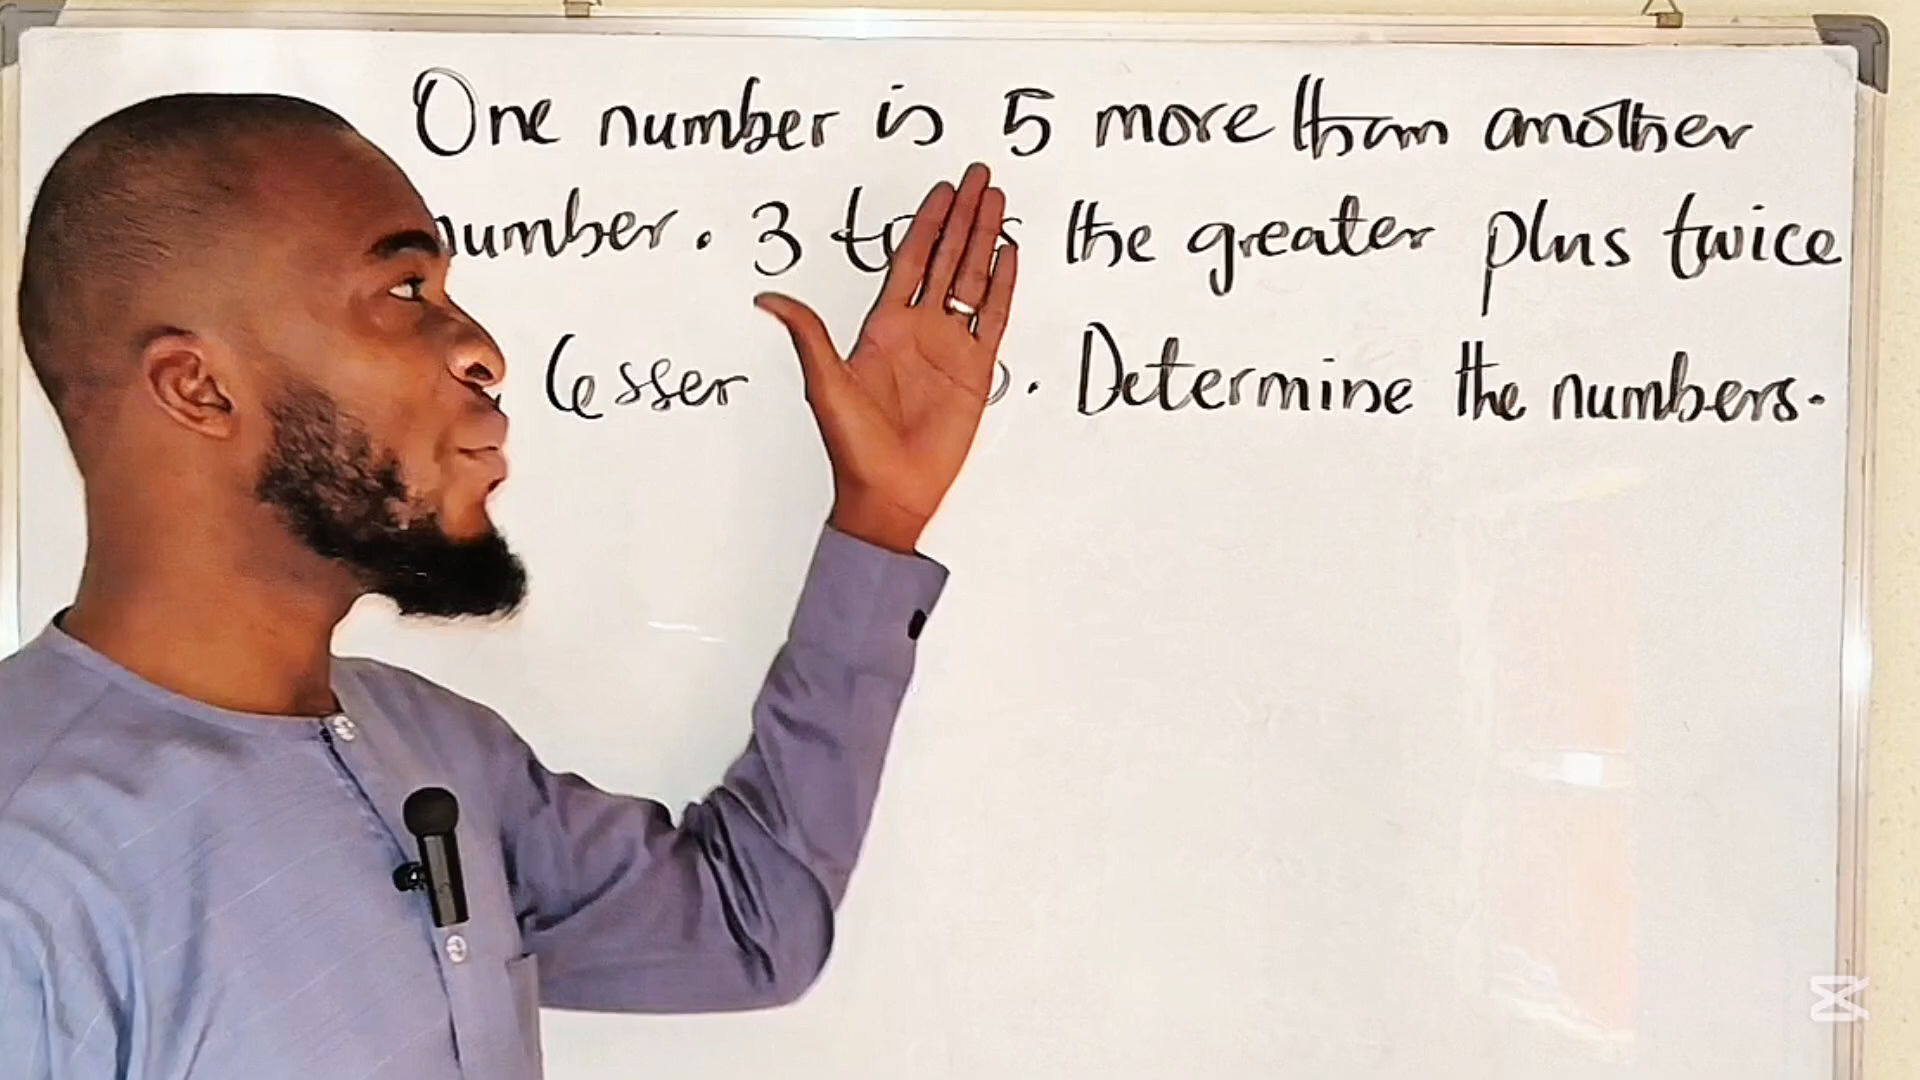 One number is 5 more than another
number. 3 the greater plus twice
lesser . Determine the numbers.